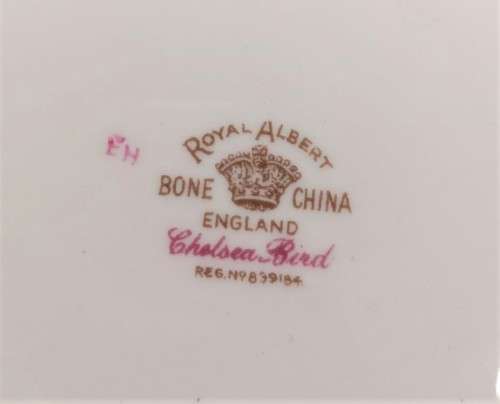 EH
ROYAL ALBERT
BONE CHINA
ENGLAND
Chelsea Bird
REG. Nº 839184